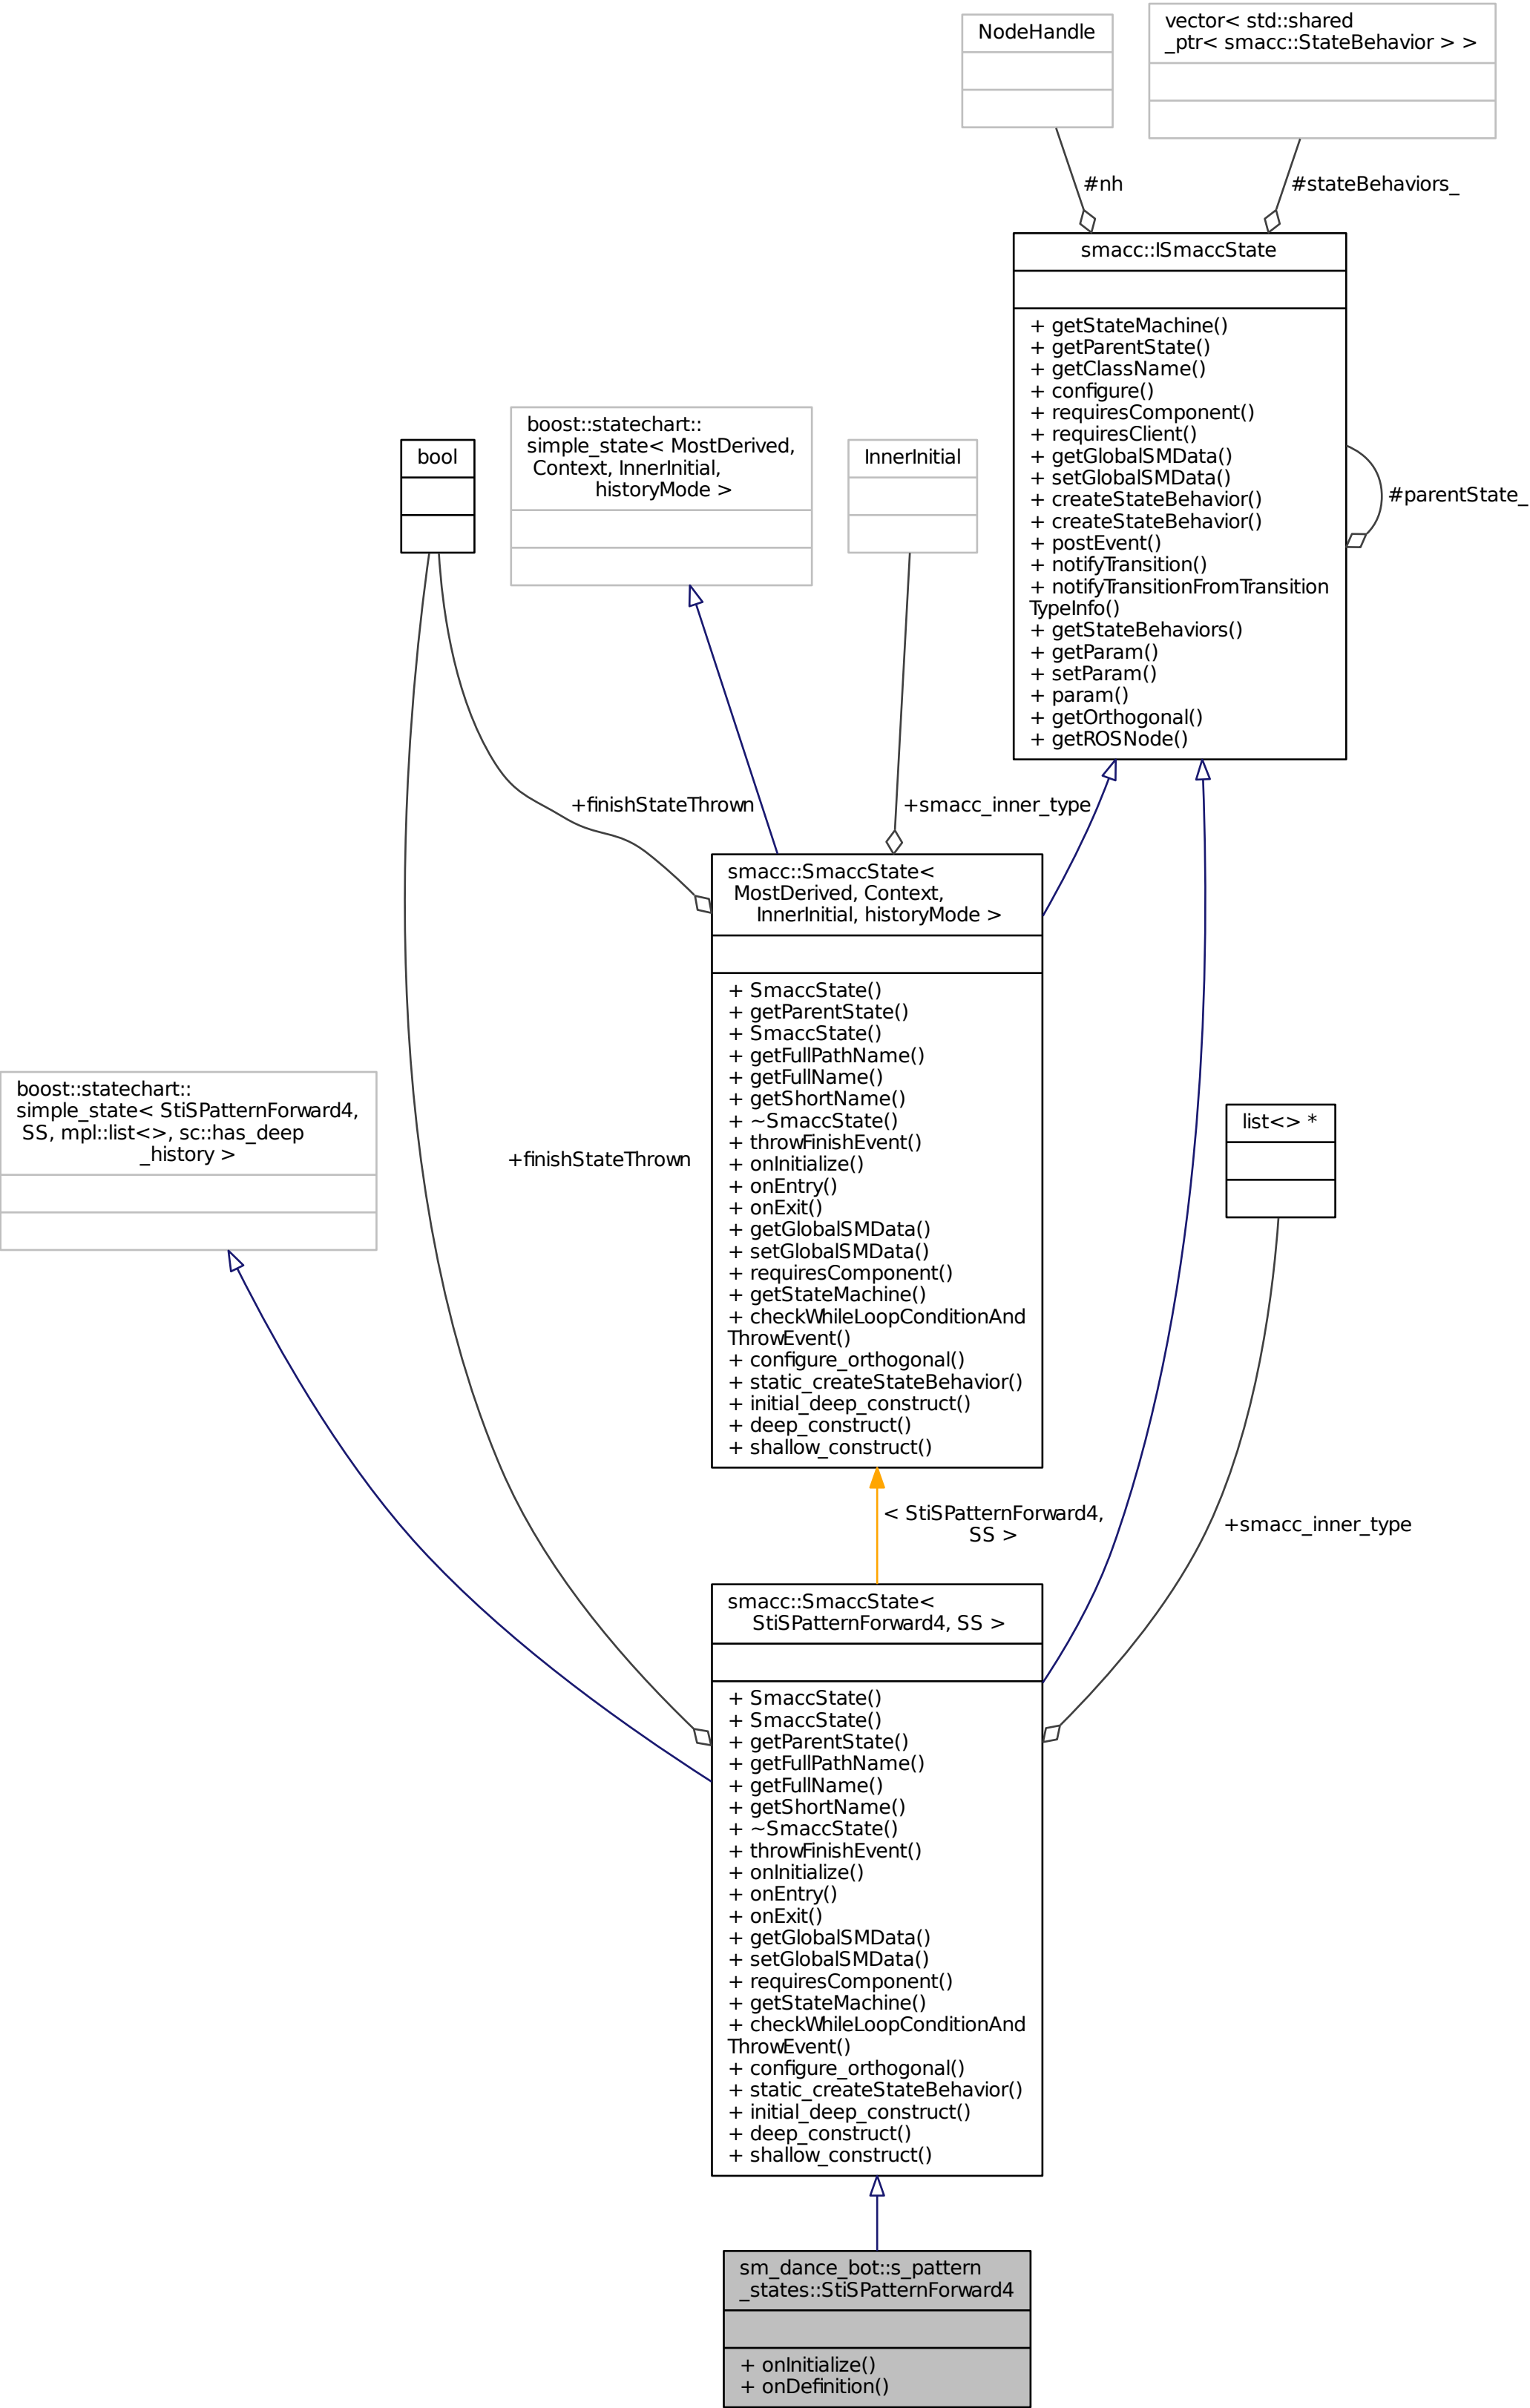 NodeHandle
vector< std::shared
_ptr< smacc::StateBehavior > >
#nh
#stateBehaviors_
smacc::ISmaccState
+ getStateMachine()
+ getParentState()
+ getClassName()
+ configure()
+ requiresComponent()
+ requiresClient()
+ getGlobalSMData()
+ setGlobalSMData()
+ createStateBehavior()
+ createStateBehavior()
+ postEvent()
+ notifyTransition()
+ notifyTransitionFromTransition
TypeInfo()
+ getStateBehaviors()
+ getParam()
+ setParam()
+ param()
+ getOrthogonal()
+ getROSNode()
#parentState_
bool
boost::statechart::
simple_state< MostDerived,
Context, InnerInitial,
historyMode >
InnerInitial
+finishStateThrown
+smacc_inner_type
smacc::SmaccState<
MostDerived, Context,
InnerInitial, historyMode >
+ SmaccState()
+ getParentState()
+ SmaccState()
+ getFullPathName()
+ getFullName()
+ getShortName()
+ ~SmaccState()
+ throwFinishEvent()
+ onInitialize()
+ onEntry()
+ onExit()
+ getGlobalSMData()
+ setGlobalSMData()
+ requiresComponent()
+ getStateMachine()
+ checkWhileLoopConditionAnd
ThrowEvent()
+ configure_orthogonal()
+ static_createStateBehavior()
+ initial_deep_construct()
+ deep_construct()
+ shallow_construct()
boost::statechart::
simple_state< StiSPatternForward4,
SS, mpl::list<>, sc::has_deep
_history >
+finishStateThrown
list<> *
< StiSPatternForward4,
SS >
+smacc_inner_type
smacc::SmaccState<
StiSPatternForward4, SS >
+ SmaccState()
+ SmaccState()
+ getParentState()
+ getFullPathName()
+ getFullName()
+ getShortName()
+ ~SmaccState()
+ throwFinishEvent()
+ onInitialize()
+ onEntry()
+ onExit()
+ getGlobalSMData()
+ setGlobalSMData()
+ requiresComponent()
+ getStateMachine()
+ checkWhileLoopConditionAnd
ThrowEvent()
+ configure_orthogonal()
+ static_createStateBehavior()
+ initial_deep_construct()
+ deep_construct()
+ shallow_construct()
sm_dance_bot::s_pattern
_states::StiSPatternForward4
+ onInitialize()
+ onDefinition()